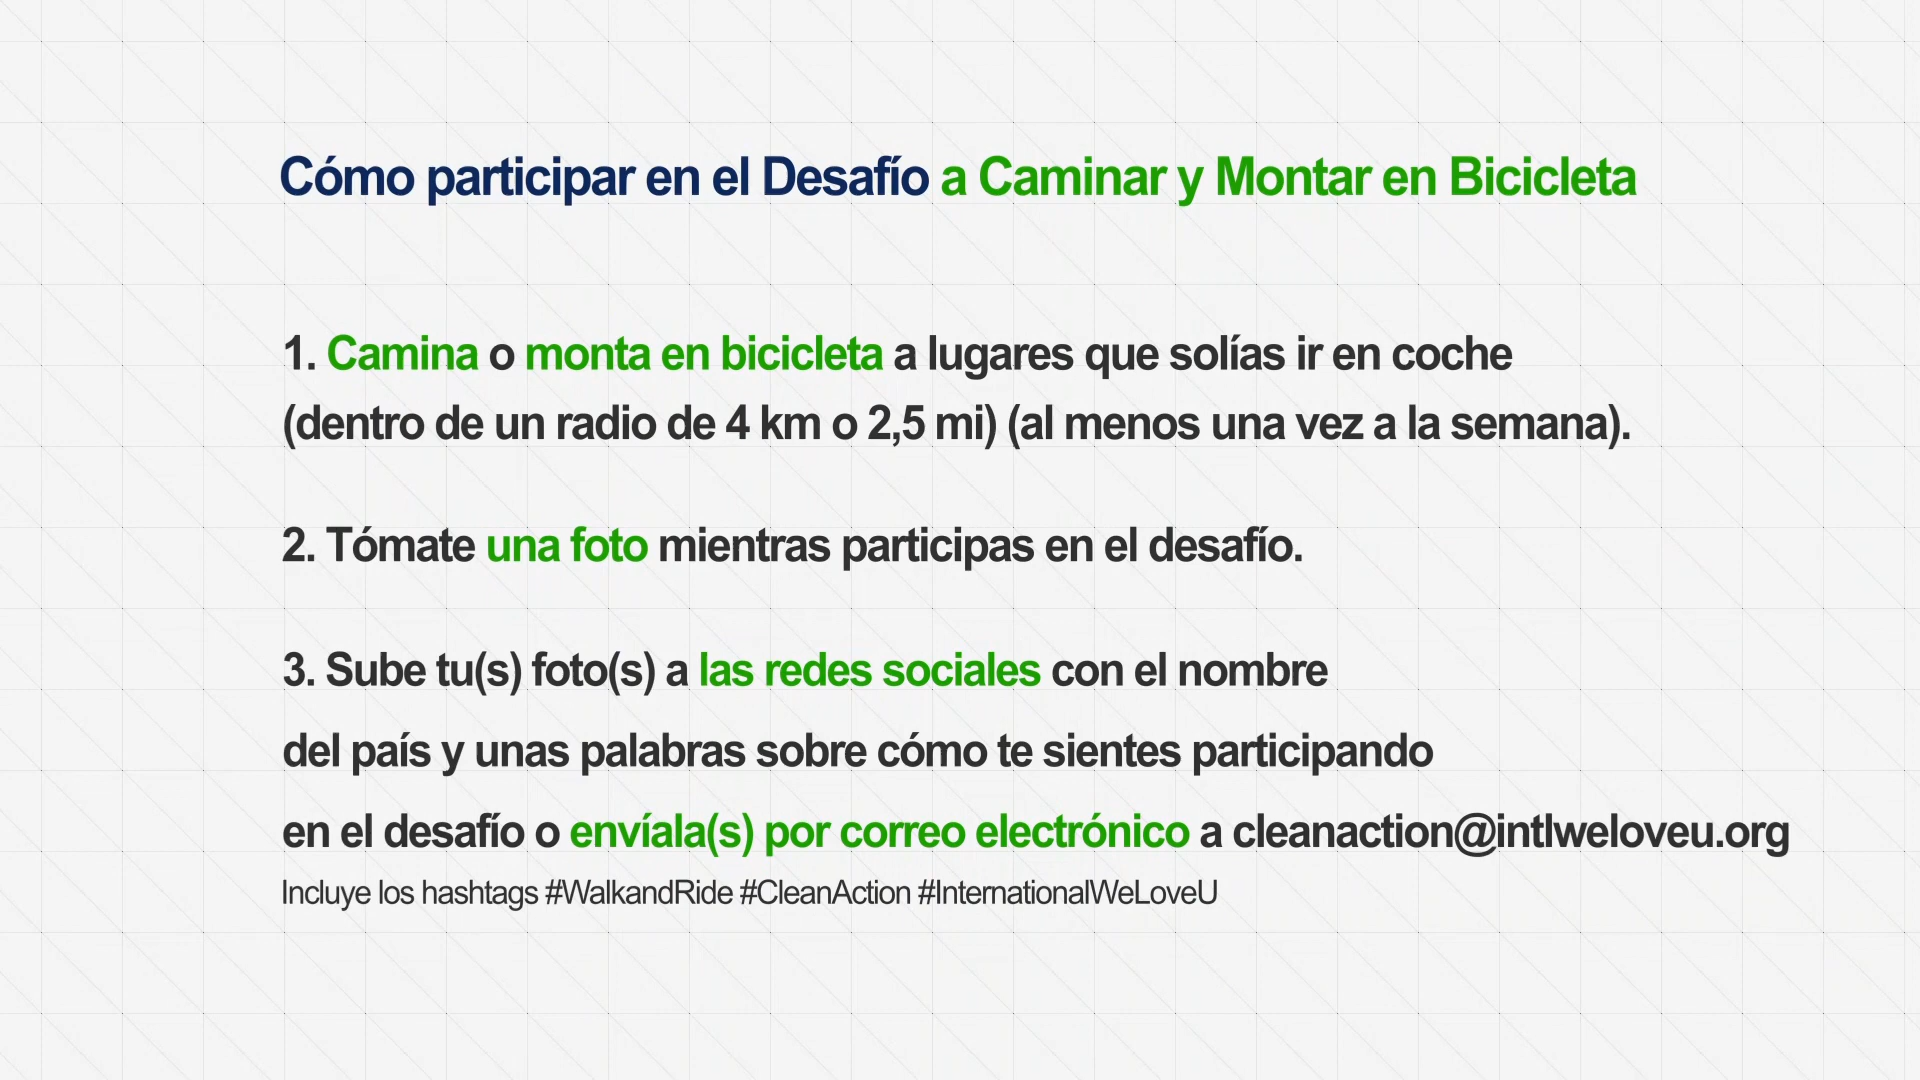 Cómo participar en el Desafío a Caminar y Montar en Bicicleta
1. Camina o monta en bicicleta a lugares que solías ir en coche
(dentro de un radio de 4 km o 2,5 mi) (al menos una vez a la semana).
2. Tómate una foto mientras participas en el desafío.
3. Sube tu(s) foto(s) a las redes sociales con el nombre
del país y unas palabras sobre cómo te sientes participando
en el desafío o envíala(s) por correo electrónico a cleanaction@intlweloveu.org
Incluye los hashtags #WalkandRide #CleanAction #InternationalWeLoveU